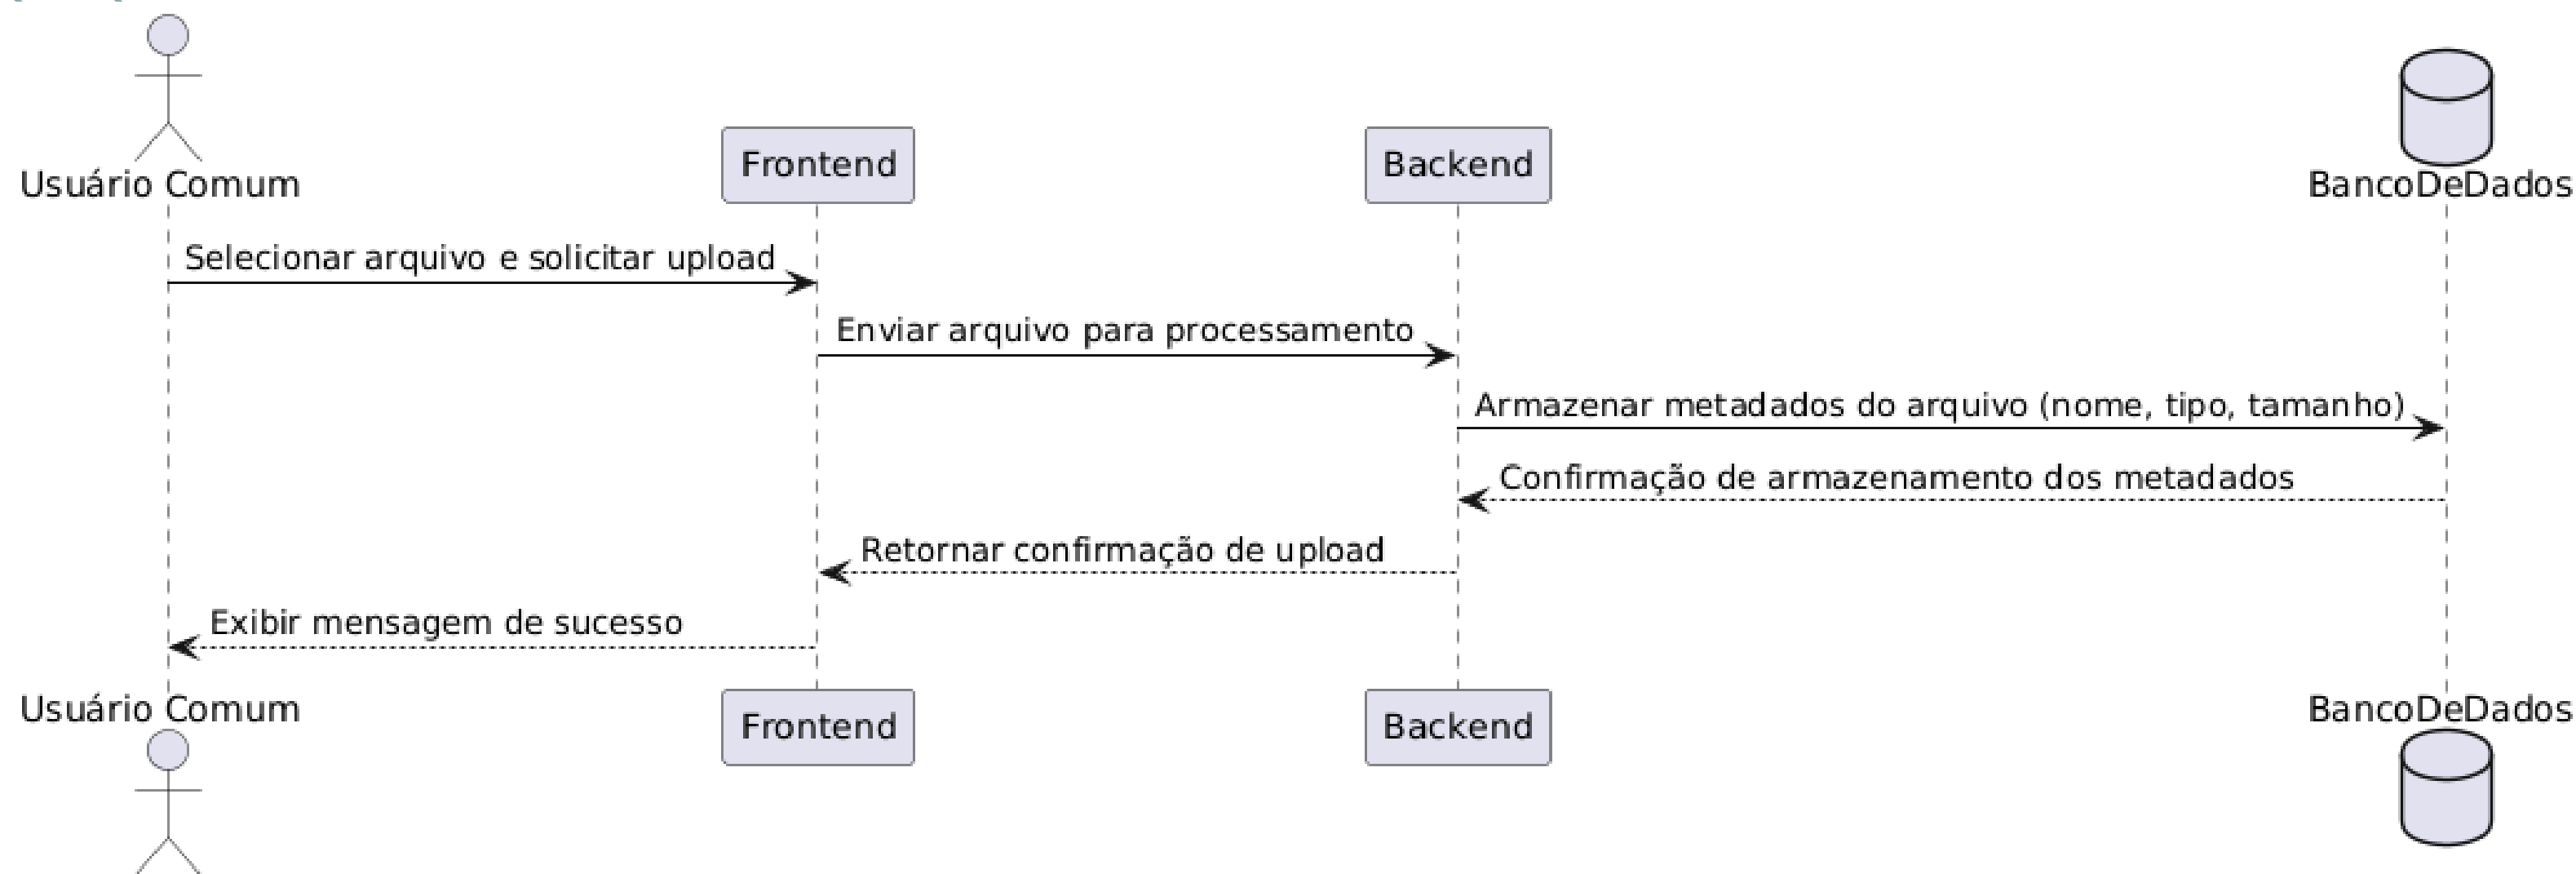 Usuário Comum
Frontend
Backend
BancoDeDados
Selecionar arquivo e solicitar upload
Enviar arquivo para processamento
Armazenar metadados do arquivo (nome, tipo, tamanho)
Confirmação de armazenamento dos metadados
Retornar confirmação de upload
Exibir mensagem de sucesso
Usuário Comum
Frontend
Backend
BancoDeDados